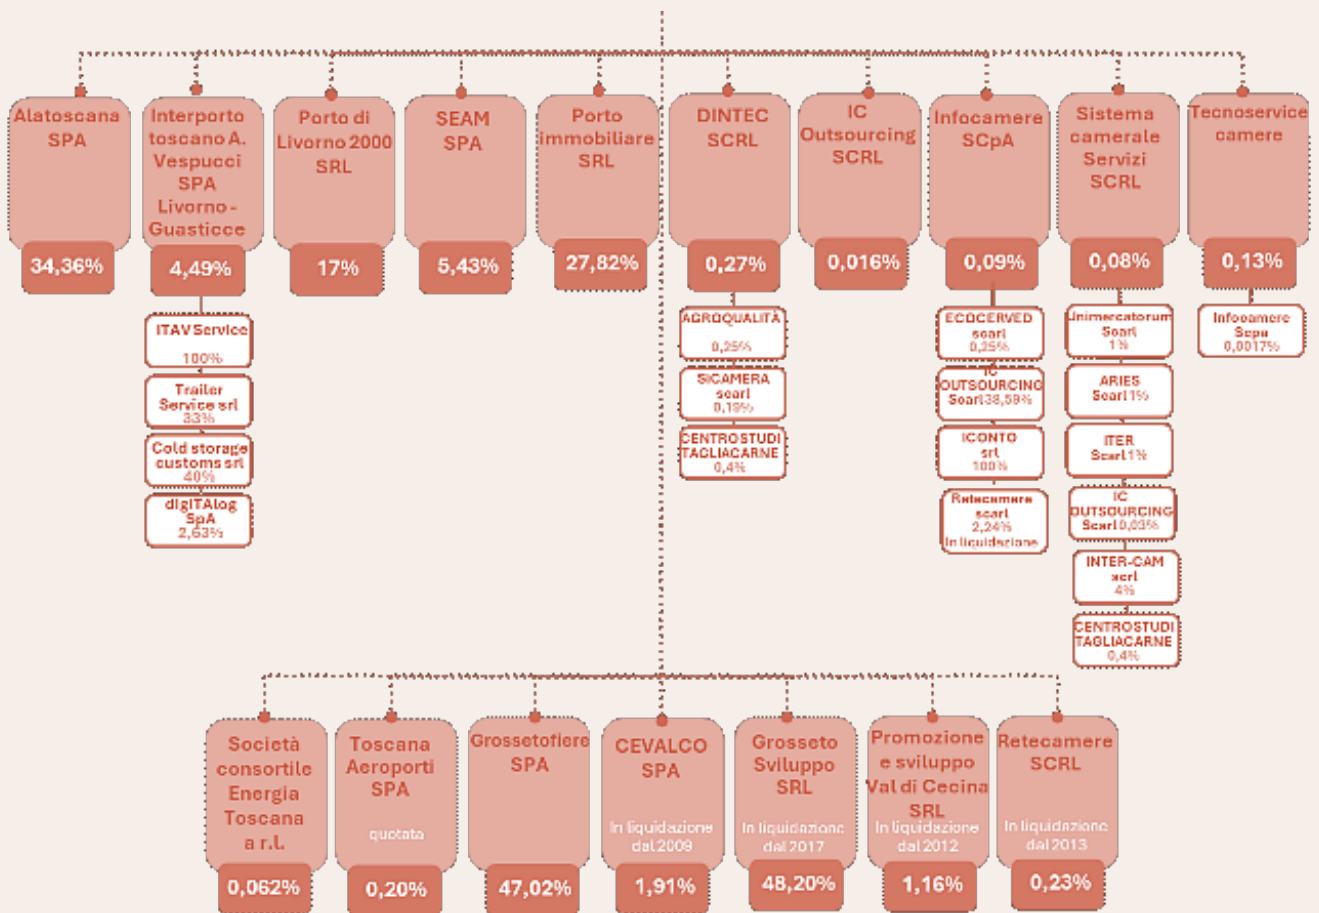 Alatoscana
SPA
34,36%
Interporto
toscano A.
Vespucci
SPA
Livorno -
Guasticce
4,49%
ITAV Service
100%
Trailer
Service srl
33%
Cold storage
customs srl
40%
digITAlog
SpA
2,63%
Porto di
Livorno 2000
SRL
17%
SEAM
SPA
5,43%
Porto
immobiliare
SRL
27,82%
DINTEC
SCRL
0,27%
AGROQUALITÀ
0,25%
SiCAMERA
scarl
0,19%
CENTROSTUDI
TAGLIACARNE
0,4%
IC
Outsourcing
SCRL
0,016%
Infocamere
SCpA
0,09%
ECOCERVED
scarl
0,25%
IC
OUTSOURCING
Scarl 38,59%
ICONTO
srl
100%
Retecamere
scarl
2,24%
In liquidazione
Sistema
camerale
Servizi
SCRL
0,08%
Unimercatorum
Scarl
1%
ARIES
Scarl 1%
ITER
Scarl 1%
IC
OUTSOURCING
Scarl 0,03%
INTER-CAM
scrl
4%
CENTROSTUDI
TAGLIACARNE
0,4%
Tecnoservice
camere
0,13%
Infocamere
Scpa
0,0017%
Società
consortile
Energia
Toscana
a r.l.
0,062%
Toscana
Aeroporti
SPA
quotata
0,20%
Grossetofiere
SPA
47,02%
CEVALCO
SPA
In liquidazione
dal 2009
1,91%
Grosseto
Sviluppo
SRL
In liquidazione
dal 2017
48,20%
Promozione
e sviluppo
Val di Cecina
SRL
In liquidazione
dal 2012
1,16%
Retecamere
SCRL
In liquidazione
dal 2013
0,23%